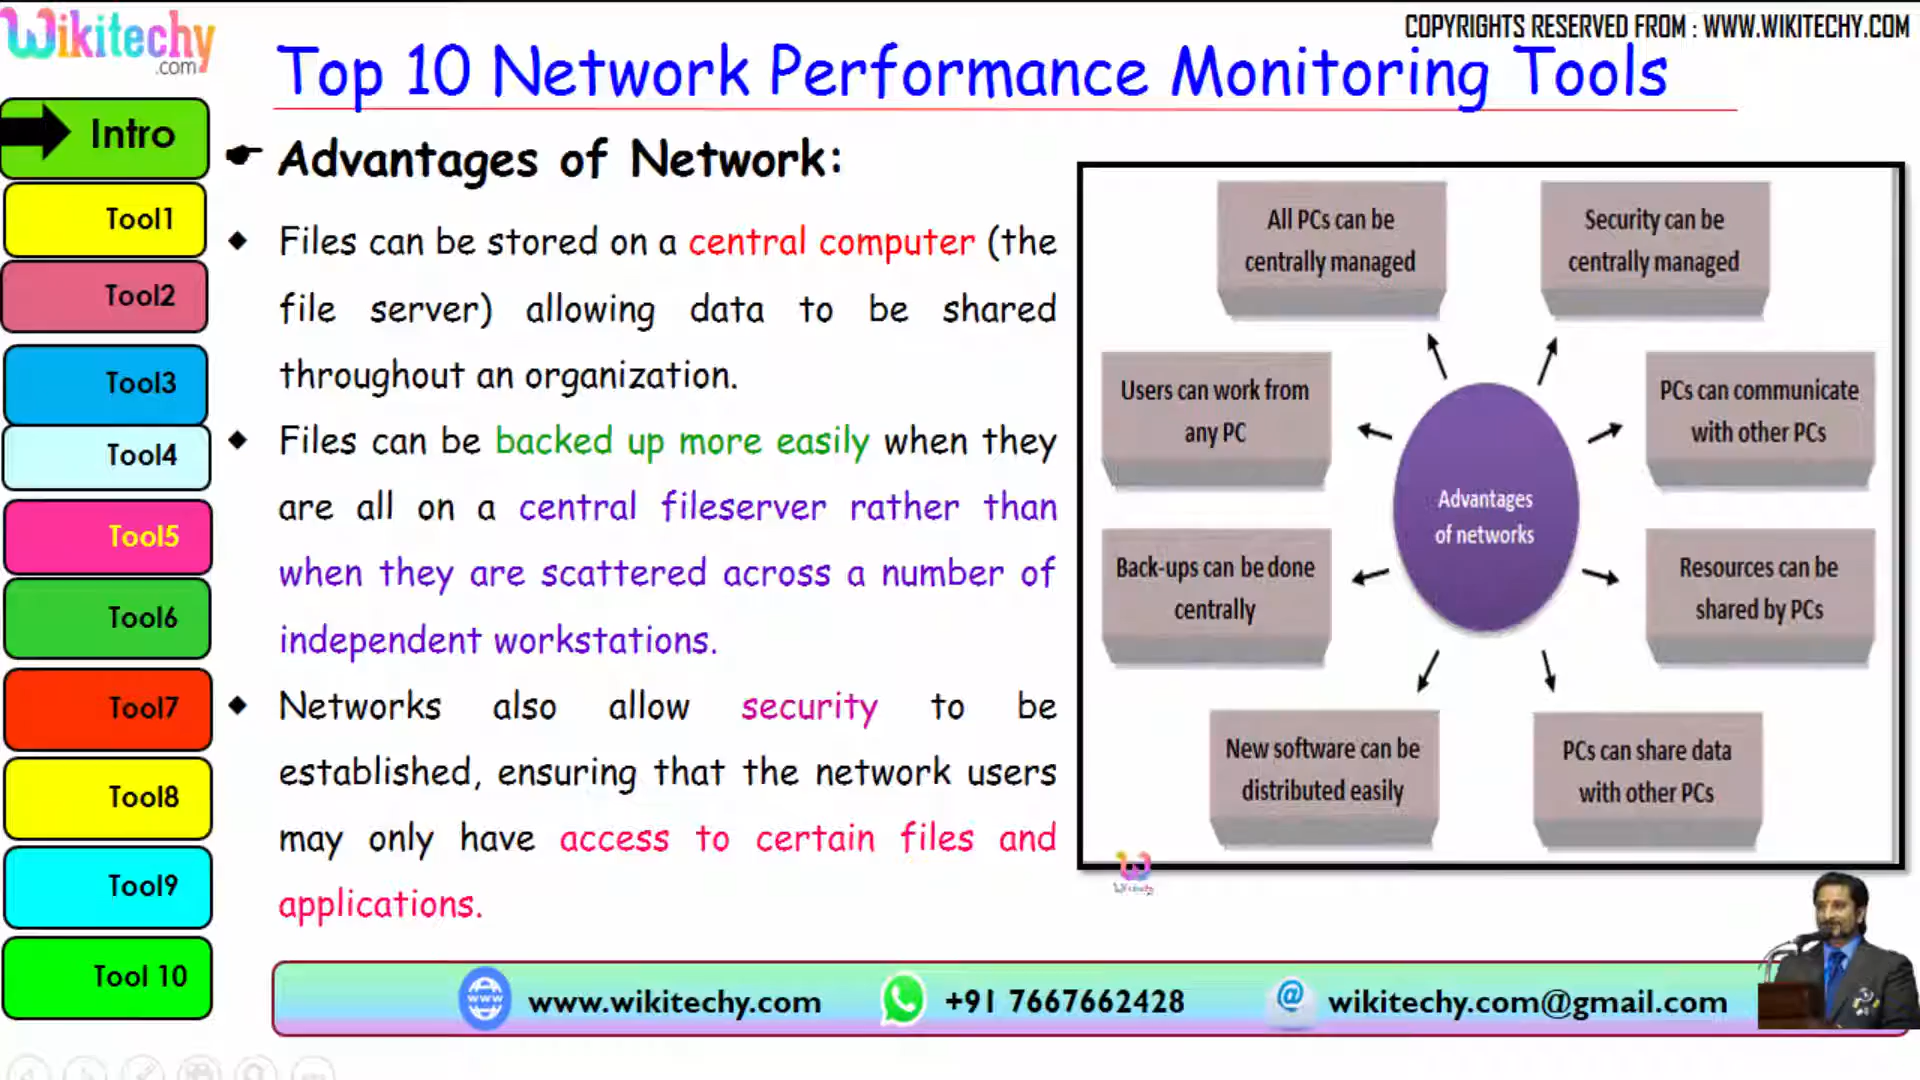 Wikitechy
.com
COPYRIGHTS RESERVED FROM : WWW.WIKITECHY.COM
Top 10 Network Performance Monitoring Tools
Intro
Tool1
Tool2
Tool3
Tool4
Tool5
Tool6
Tool7
Tool8
Tool9
Tool 10
Advantages of Network:
Files can be stored on a central computer (the
file server) allowing data to be shared
throughout an organization.
Files can be backed up more easily when they
are all on a central fileserver rather than
when they are scattered across a number of
independent workstations.
Networks also allow security to be
established, ensuring that the network users
may only have access to certain files and
applications.
All PCs can be
centrally managed
Security can be
centrally managed
Users can work from
any PC
PCs can communicate
with other PCs
Advantages
of networks
Back-ups can be done
centrally
Resources can be
shared by PCs
New software can be
distributed easily
PCs can share data
with other PCs
www.wikitechy.com
+91 7667662428
wikitechy.com@gmail.com